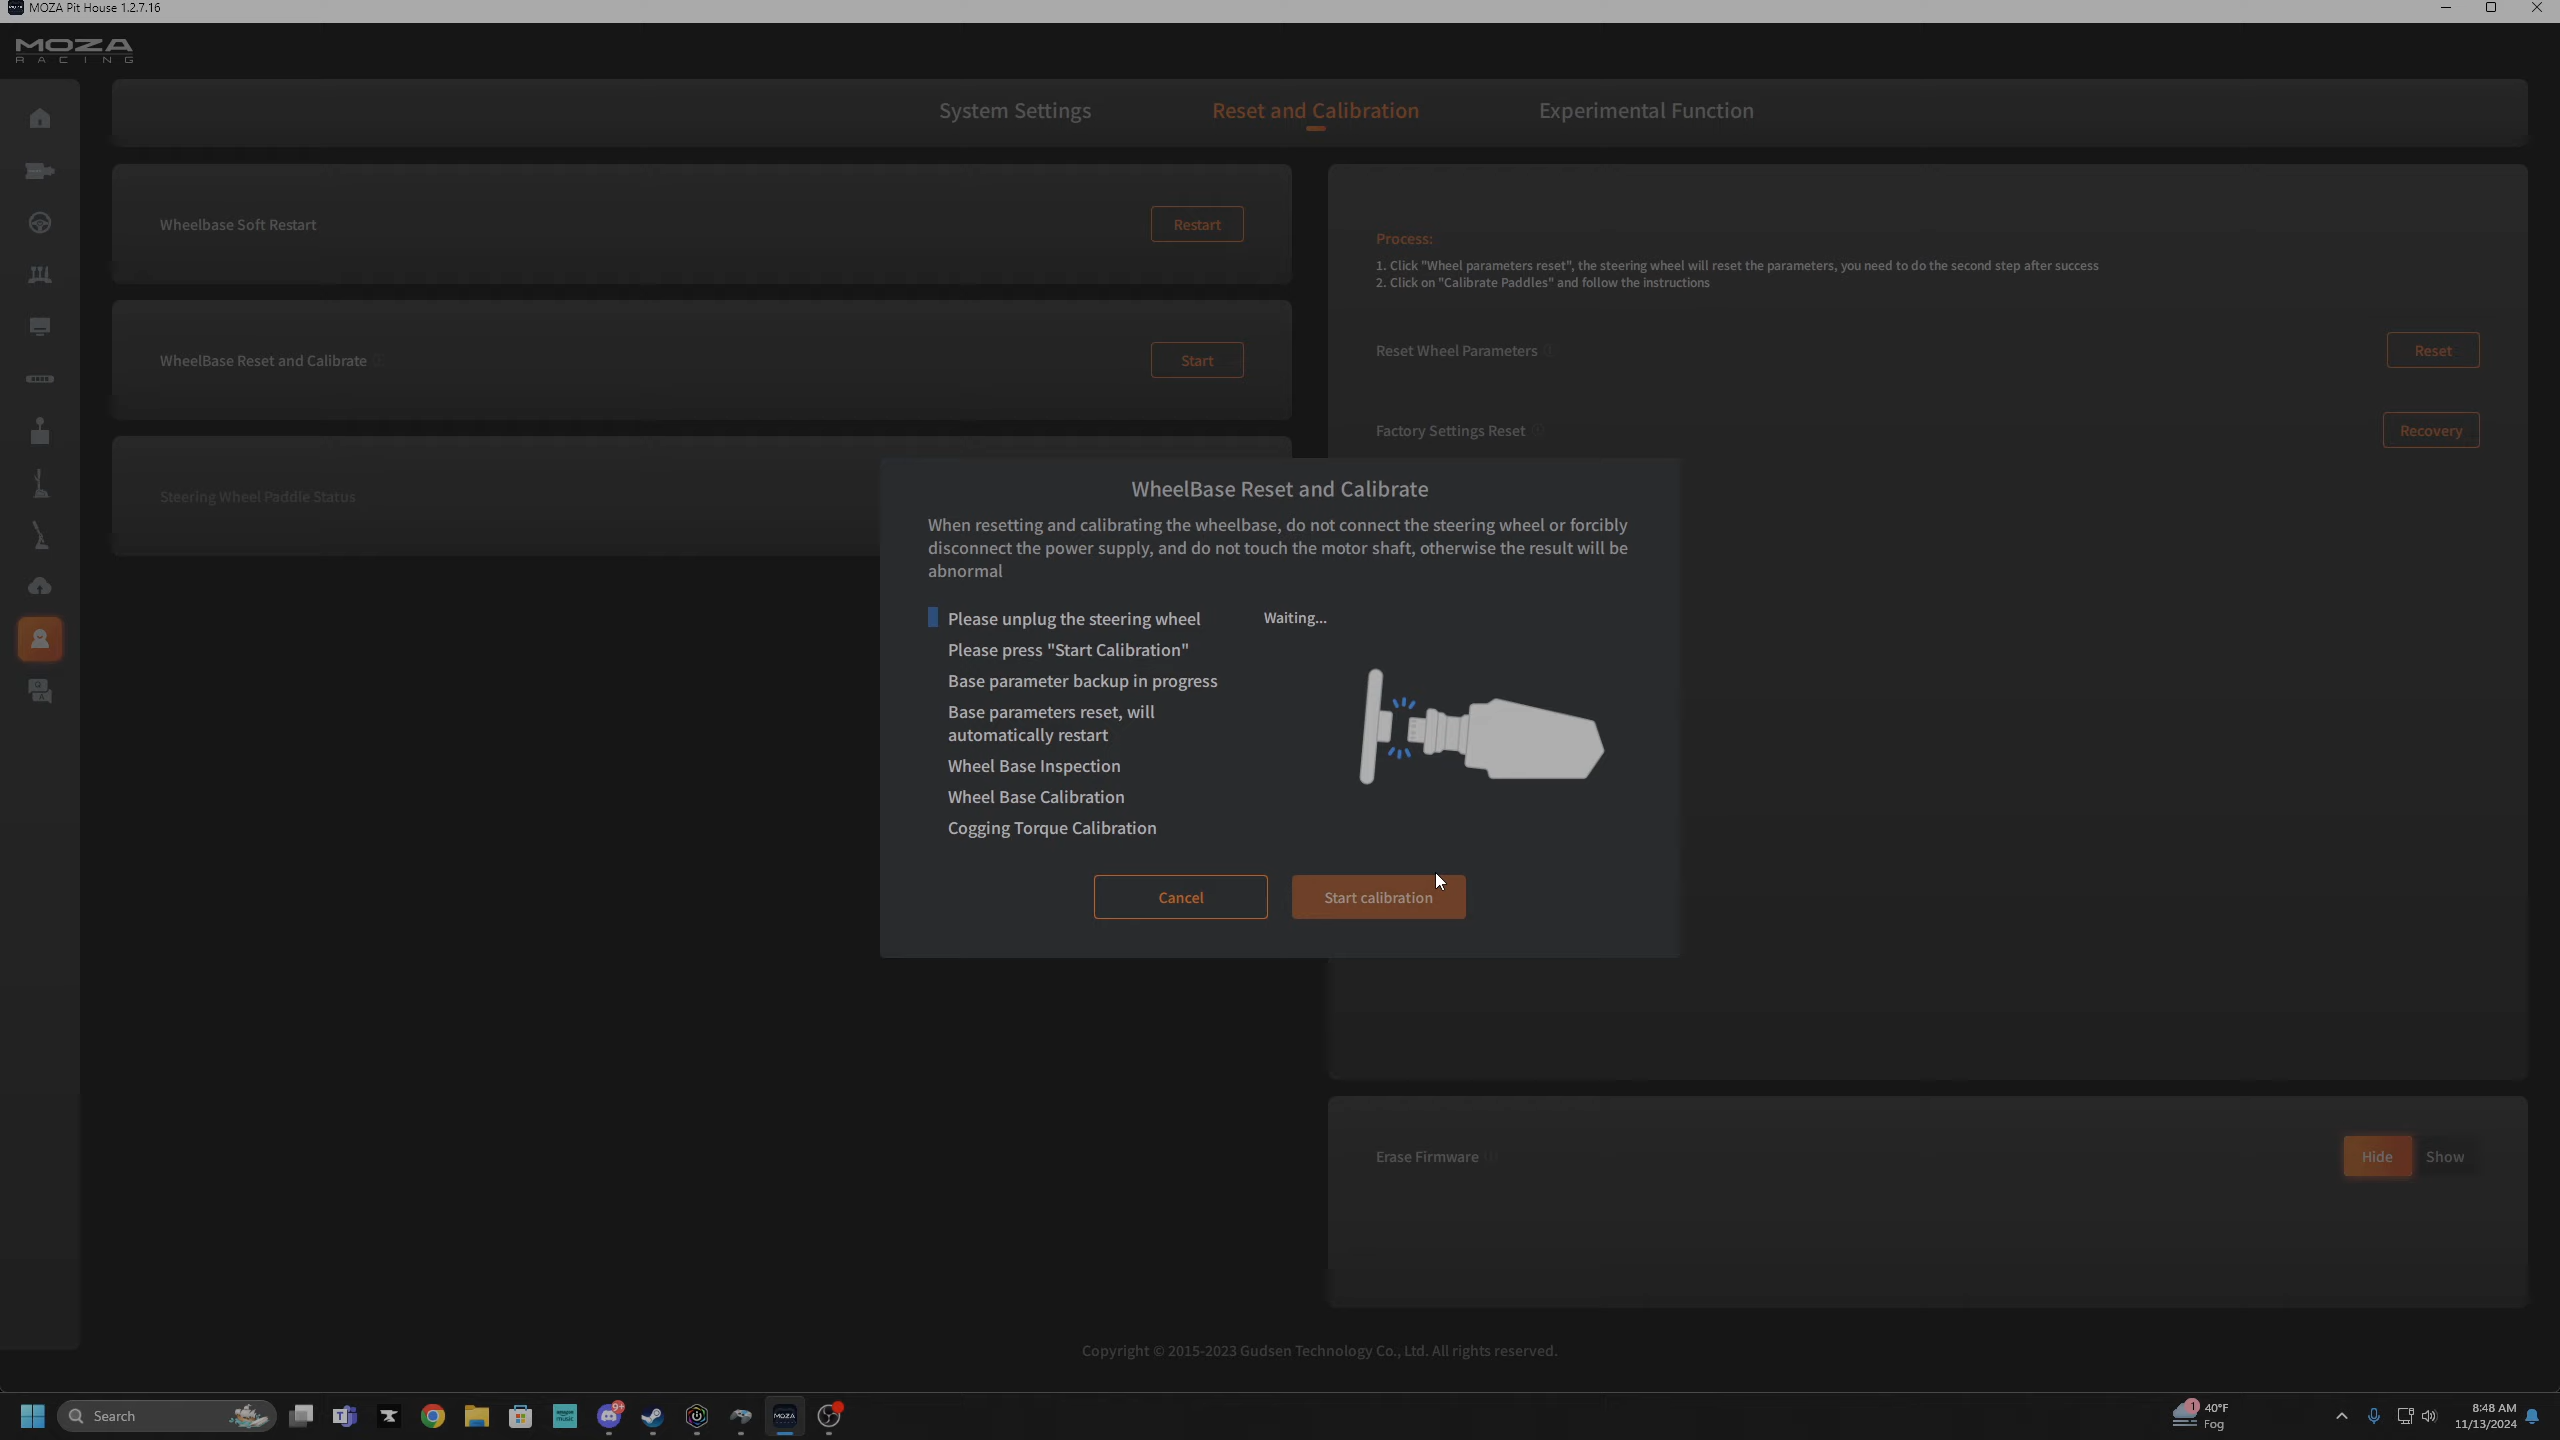 MOZA Pit House 1.2.7.16
MOZA
RACING
System Settings
Reset and Calibration
Experimental Function
Wheelbase Soft Restart
Restart
WheelBase Reset and Calibrate
Start
Steering Wheel Paddle Status
Process:
1. Click "Wheel parameters reset", the steering wheel will reset the parameters, you need to do the second step after success
2. Click on "Calibrate Paddles" and follow the instructions
Reset Wheel Parameters
Reset
Factory Settings Reset
Recovery
WheelBase Reset and Calibrate
When resetting and calibrating the wheelbase, do not connect the steering wheel or forcibly
disconnect the power supply, and do not touch the motor shaft, otherwise the result will be
abnormal
Please unplug the steering wheel
Waiting...
Please press "Start Calibration"
Base parameter backup in progress
Base parameters reset, will
automatically restart
Wheel Base Inspection
Wheel Base Calibration
Cogging Torque Calibration
Cancel
Start calibration
Erase Firmware
Hide
Show
Copyright © 2015-2023 Gudsen Technology Co., Ltd. All rights reserved.
Search
9+
MOZA
1
40°F
Fog
8:48 AM
11/13/2024